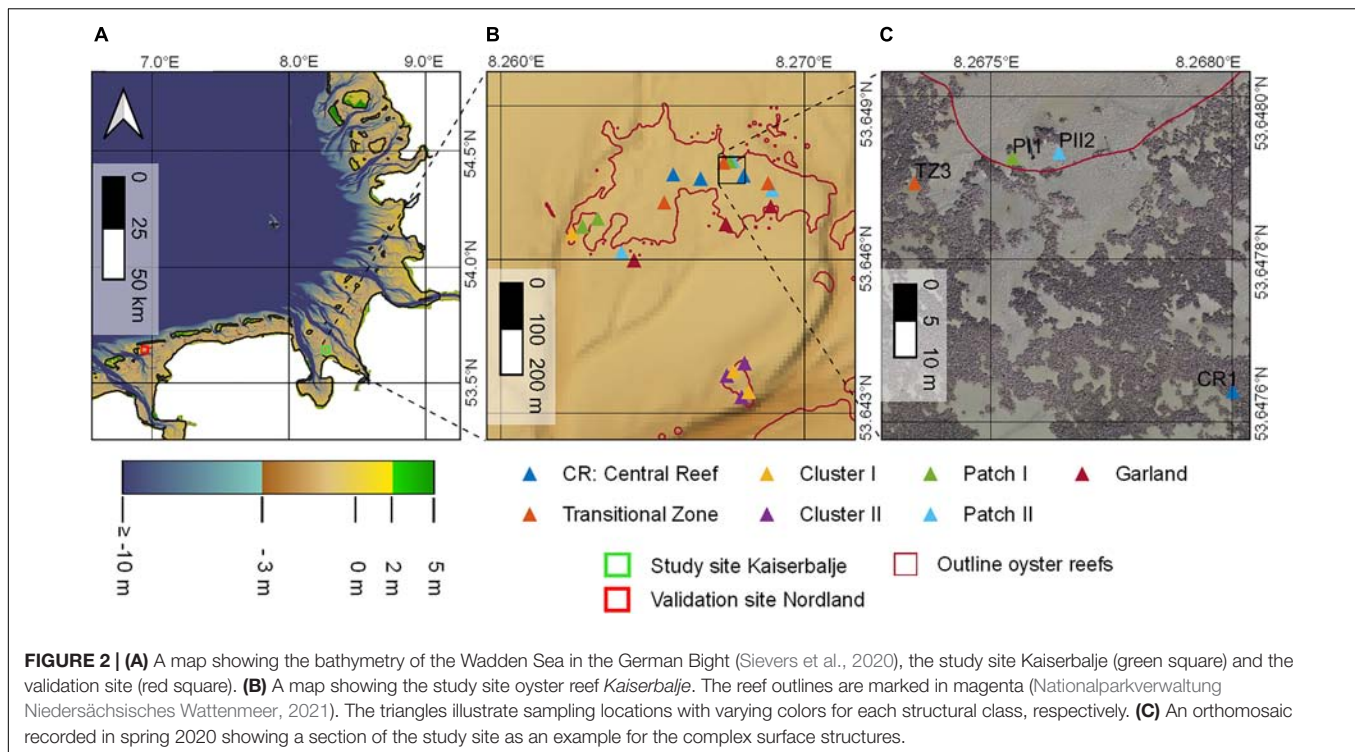 A
B
C
7.0°E 8.0°E 9.0°E
8.260°E 8.270°E
8.2675°E 8.2680°E
54.5°N
54.0°N
53.5°N
0
25
50 km
53.649°N
53.646°N
53.643°N
0
100
200 m
53.6480°N
53.6478°N
53.6476°N
0
5
10 m
PI1
PII2
TZ3
CR1
≥ -10 m
- 3 m
0 m
2 m
5 m
CR: Central Reef
Cluster I
Patch I
Garland
Transitional Zone
Cluster II
Patch II
Study site Kaiserbalje
Outline oyster reefs
Validation site Nordland
FIGURE 2 | (A) A map showing the bathymetry of the Wadden Sea in the German Bight (Sievers et al., 2020), the study site Kaiserbalje (green square) and the
validation site (red square). (B) A map showing the study site oyster reef Kaiserbalje. The reef outlines are marked in magenta (Nationalparkverwaltung
Niedersächsisches Wattenmeer, 2021). The triangles illustrate sampling locations with varying colors for each structural class, respectively. (C) An orthomosaic
recorded in spring 2020 showing a section of the study site as an example for the complex surface structures.